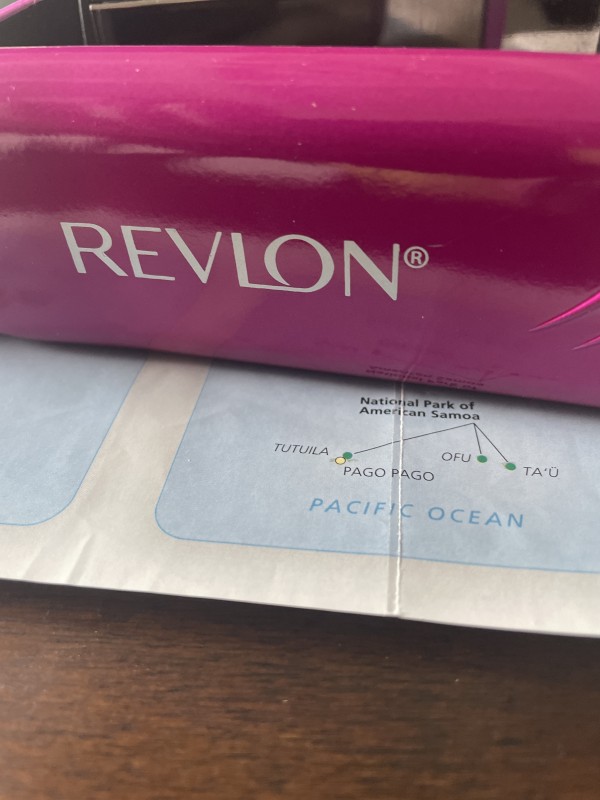 REVLON®
National Park of
American Samoa
TUTUILA
OFU
TA'Ū
PAGO PAGO
PACIFIC OCEAN